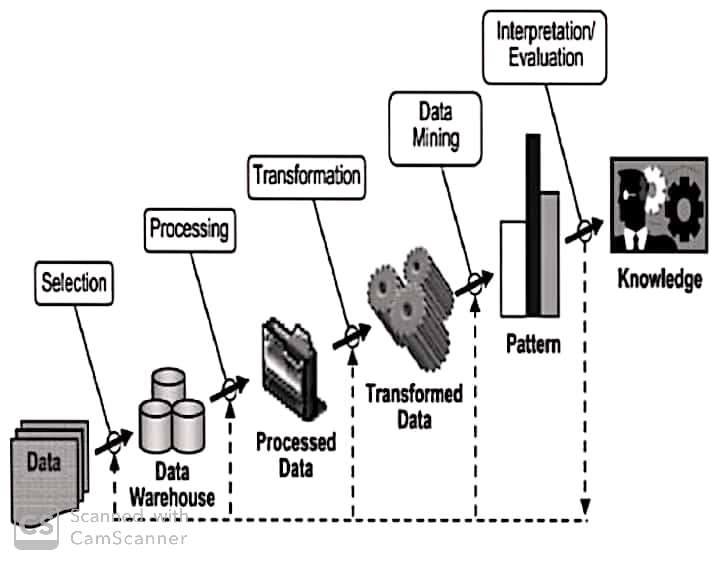 Interpretation/
Evaluation
Data
Mining
Transformation
Processing
Selection
Knowledge
Pattern
Transformed
Data
Processed
Data
Data
Warehouse
Data
CS
Scanned with
CamScanner